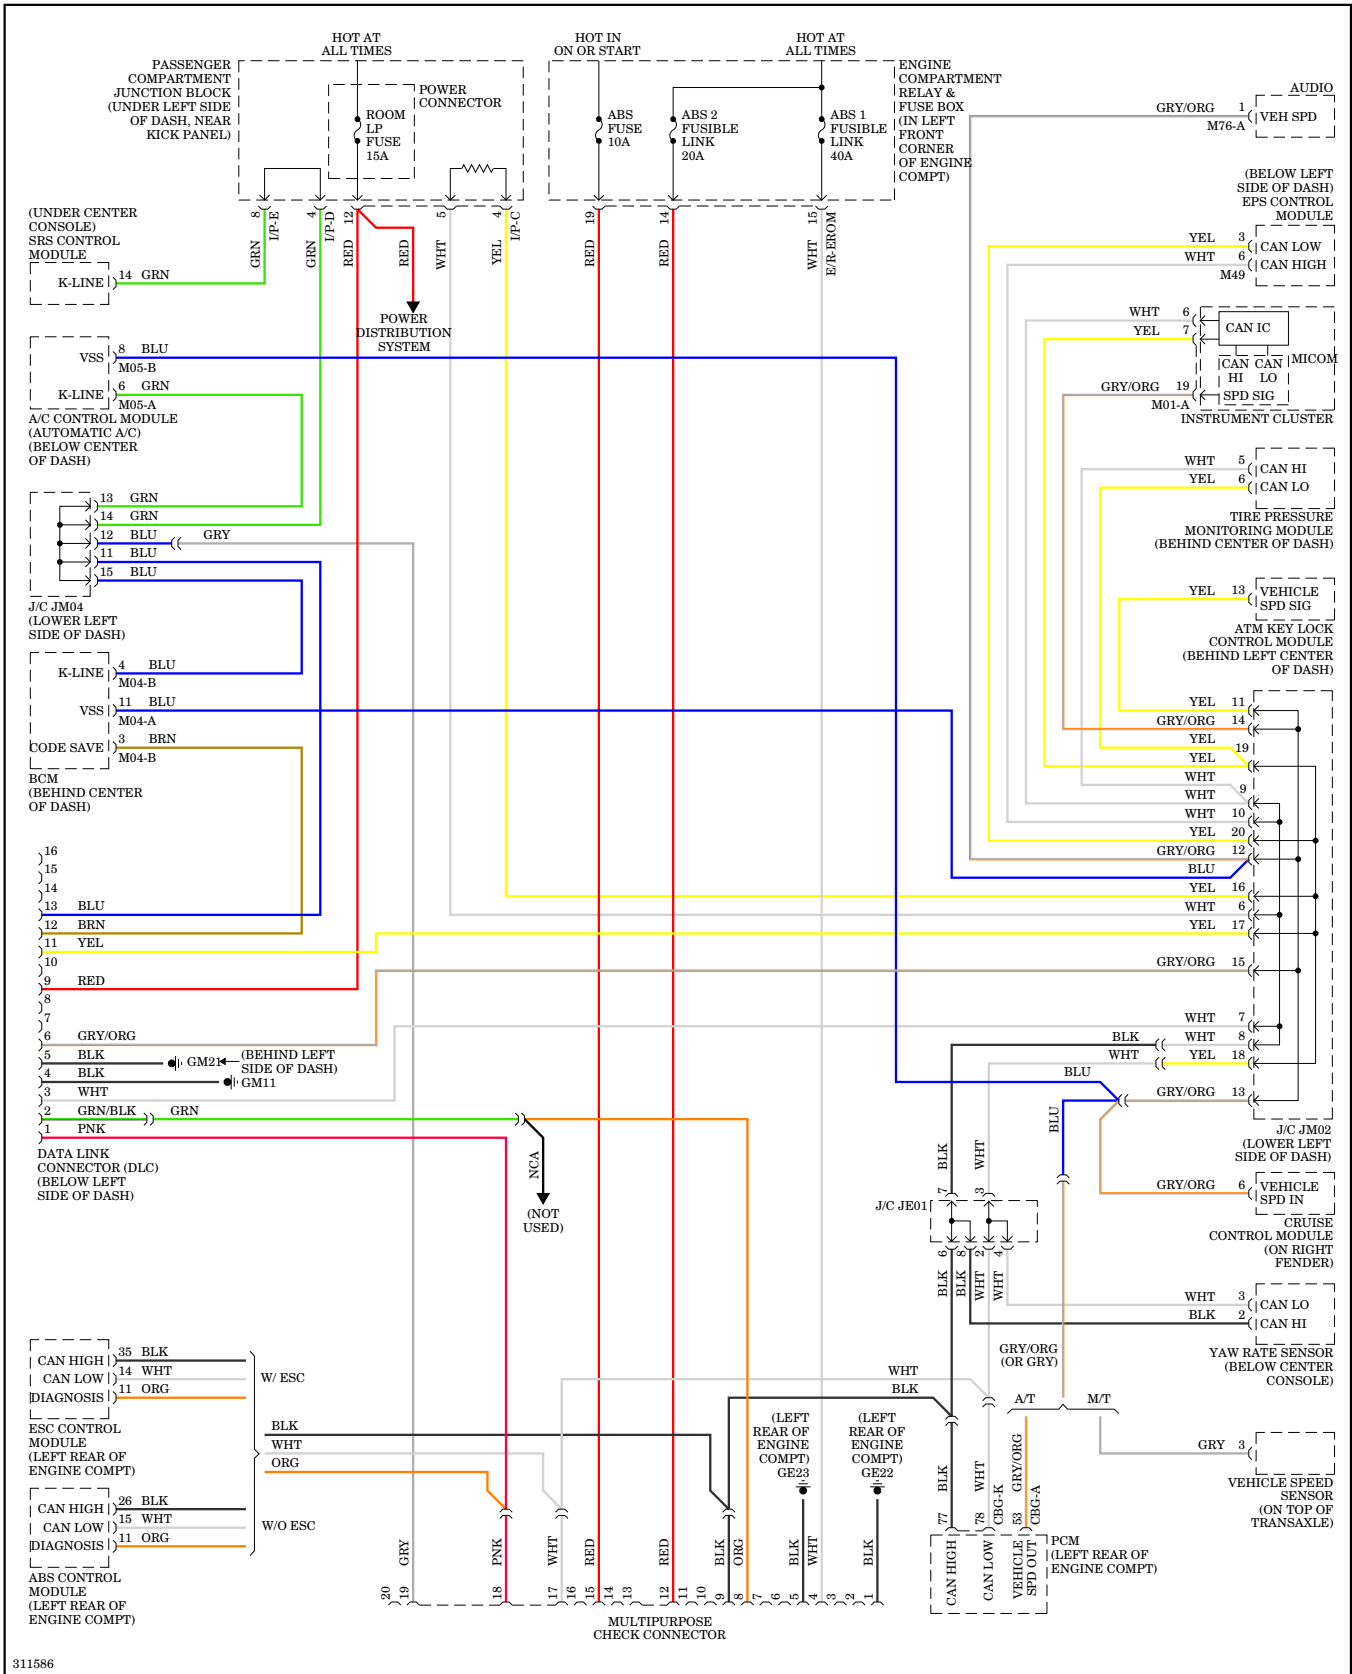 HOT AT
ALL TIMES
HOT IN
ON OR START
HOT AT
ALL TIMES
PASSENGER
COMPARTMENT
JUNCTION BLOCK
(UNDER LEFT SIDE
OF DASH, NEAR
KICK PANEL)
POWER
CONNECTOR
ROOM
LP
FUSE
15A
ABS
FUSE
10A
ABS 2
FUSIBLE
LINK
20A
ABS 1
FUSIBLE
LINK
40A
ENGINE
COMPARTMENT
RELAY &
FUSE BOX
(IN LEFT
FRONT
CORNER
OF ENGINE
COMPT)
8 I/P-E
4 I/P-D
12
5
4 I/P-C
19
14
15 E/R-EROM
GRN
GRN
RED
RED
WHT
YEL
RED
RED
WHT
POWER
DISTRIBUTION
SYSTEM
(UNDER CENTER
CONSOLE)
SRS CONTROL
MODULE
K-LINE 14 GRN
VSS 8 BLU
M05-B
K-LINE 6 GRN
M05-A
A/C CONTROL MODULE
(AUTOMATIC A/C)
(BELOW CENTER
OF DASH)
13 GRN
14 GRN
12 BLU GRY
11 BLU
15 BLU
J/C JM04
(LOWER LEFT
SIDE OF DASH)
K-LINE 4 BLU
M04-B
VSS 11 BLU
M04-A
CODE SAVE 3 BRN
M04-B
BCM
(BEHIND CENTER
OF DASH)
16
15
14
13 BLU
12 BRN
11 YEL
10
9 RED
8
7
6 GRY/ORG
5 BLK GM21 (BEHIND LEFT
SIDE OF DASH)
4 BLK GM11
3 WHT
2 GRN/BLK GRN
1 PNK
DATA LINK
CONNECTOR (DLC)
(BELOW LEFT
SIDE OF DASH)
NCA
(NOT
USED)
AUDIO
GRY/ORG 1 VEH SPD
M76-A
(BELOW LEFT
SIDE OF DASH)
EPS CONTROL
MODULE
YEL 3 CAN LOW
WHT 6 CAN HIGH
M49
WHT 6 CAN IC
YEL 7
MICOM
CAN HI
CAN LO
GRY/ORG 19 SPD SIG
M01-A
INSTRUMENT CLUSTER
WHT 5 CAN HI
YEL 6 CAN LO
TIRE PRESSURE
MONITORING MODULE
(BEHIND CENTER OF DASH)
YEL 13 VEHICLE
SPD SIG
ATM KEY LOCK
CONTROL MODULE
(BEHIND LEFT CENTER
OF DASH)
YEL 11
GRY/ORG 14
YEL 19
YEL
WHT
WHT 9
WHT 10
YEL 20
GRY/ORG 12
BLU
YEL 16
WHT 6
YEL 17
GRY/ORG 15
WHT 7
BLK WHT 8
WHT YEL 18
BLU
GRY/ORG 13
J/C JM02
(LOWER LEFT
SIDE OF DASH)
BLU
BLK
WHT
7
3
J/C JE01
6
8
2
4
BLK
BLK
WHT
WHT
GRY/ORG 6 VEHICLE
SPD IN
CRUISE
CONTROL MODULE
(ON RIGHT
FENDER)
WHT 3 CAN LO
BLK 2 CAN HI
YAW RATE SENSOR
(BELOW CENTER
CONSOLE)
GRY/ORG
(OR GRY)
A/T M/T
GRY 3
VEHICLE SPEED
SENSOR
(ON TOP OF
TRANSAXLE)
CAN HIGH 35 BLK
CAN LOW 14 WHT
DIAGNOSIS 11 ORG
W/ ESC
ESC CONTROL
MODULE
(LEFT REAR OF
ENGINE COMPT)
CAN HIGH 26 BLK
CAN LOW 15 WHT
DIAGNOSIS 11 ORG
W/O ESC
ABS CONTROL
MODULE
(LEFT REAR OF
ENGINE COMPT)
BLK
WHT
ORG
WHT
BLK
(LEFT
REAR OF
ENGINE
COMPT)
GE23
(LEFT
REAR OF
ENGINE
COMPT)
GE22
BLK
WHT
GRY/ORG
77
78 CBG-K
53 CBG-A
CAN HIGH
CAN LOW
VEHICLE
SPD OUT
PCM
(LEFT REAR OF
ENGINE COMPT)
GRY
PNK
WHT
RED
RED
BLK
ORG
BLK
WHT
BLK
20
19
18
17
16
15
14
13
12
11
10
9
8
7
6
5
4
3
2
1
MULTIPURPOSE
CHECK CONNECTOR
311586